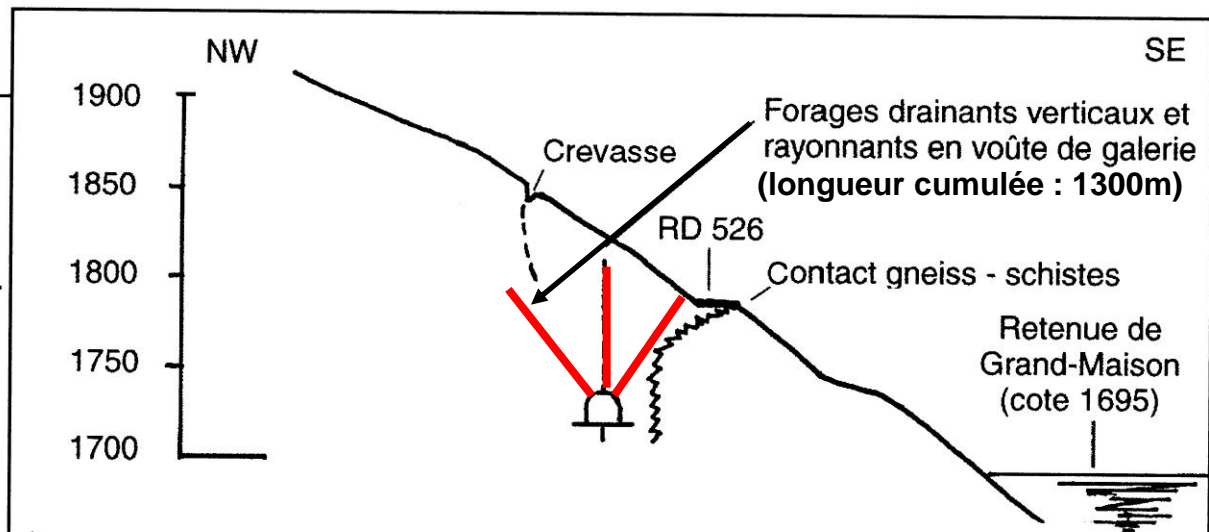 NW
SE
1900
1850
1800
1750
1700
Crevasse
Forages drainants verticaux et
rayonnants en voûte de galerie
(longueur cumulée : 1300m)
RD 526
Contact gneiss - schistes
Retenue de
Grand-Maison
(cote 1695)